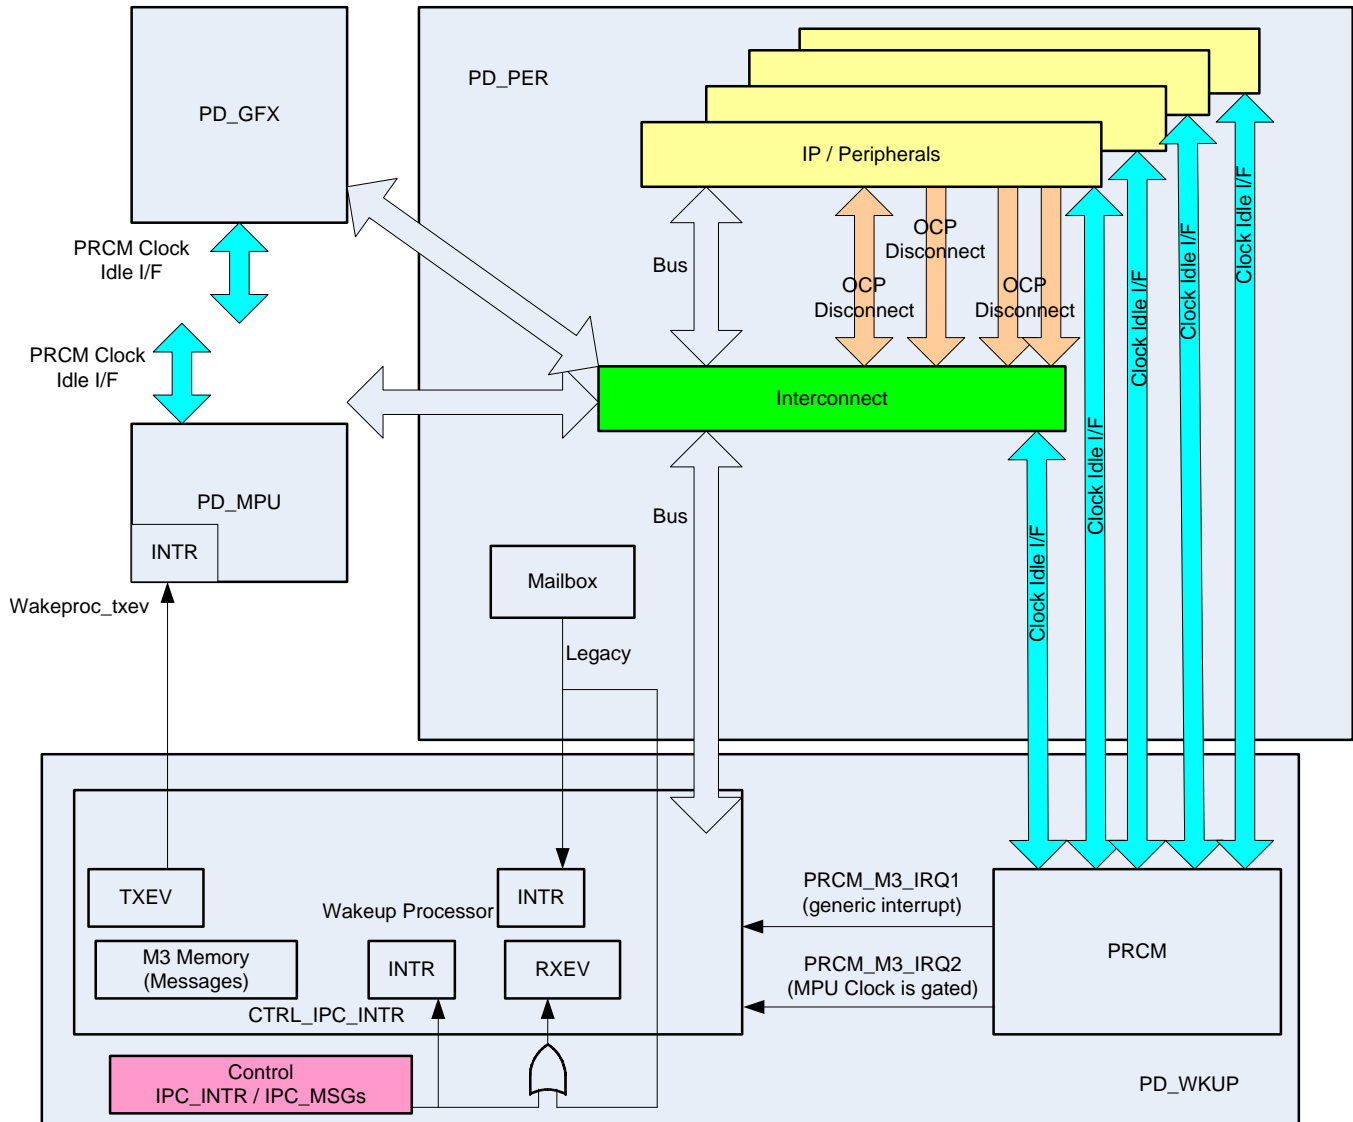 PD_PER
PD_GFX
IP / Peripherals
PRCM Clock
Idle I/F
Bus
OCP
Disconnect
OCP
Disconnect
OCP
Disconnect
Clock Idle I/F
Clock Idle I/F
Clock Idle I/F
Clock Idle I/F
Clock Idle I/F
PRCM Clock
Idle I/F
Interconnect
PD_MPU
INTR
Bus
Mailbox
Wakeproc_txev
Legacy
TXEV
Wakeup Processor
INTR
PRCM_M3_IRQ1
(generic interrupt)
PRCM
M3 Memory
(Messages)
INTR
RXEV
PRCM_M3_IRQ2
(MPU Clock is gated)
CTRL_IPC_INTR
Control
IPC_INTR / IPC_MSGs
PD_WKUP